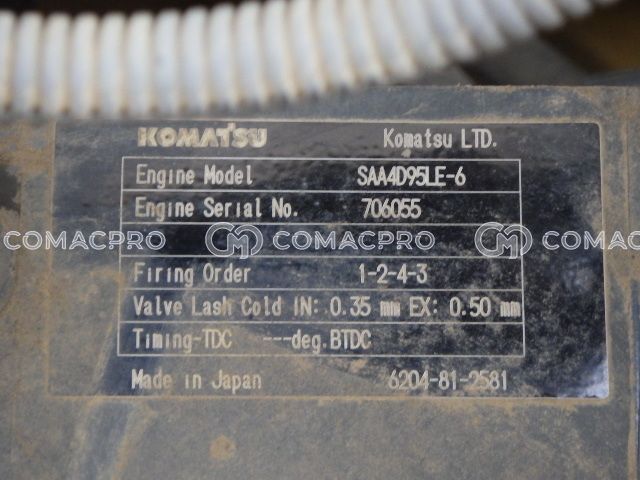 KOMATSU Komatsu LTD.
Engine Model SAA4D95LE-6
Engine Serial No. 706055
COMACPRO COMACPRO COMACPRO
Firing Order 1-2-4-3
Valve Lash Cold IN: 0.35 mm EX: 0.50 mm
Timing-TDC ---deg.BTDC
Made in Japan 6204-81-2581